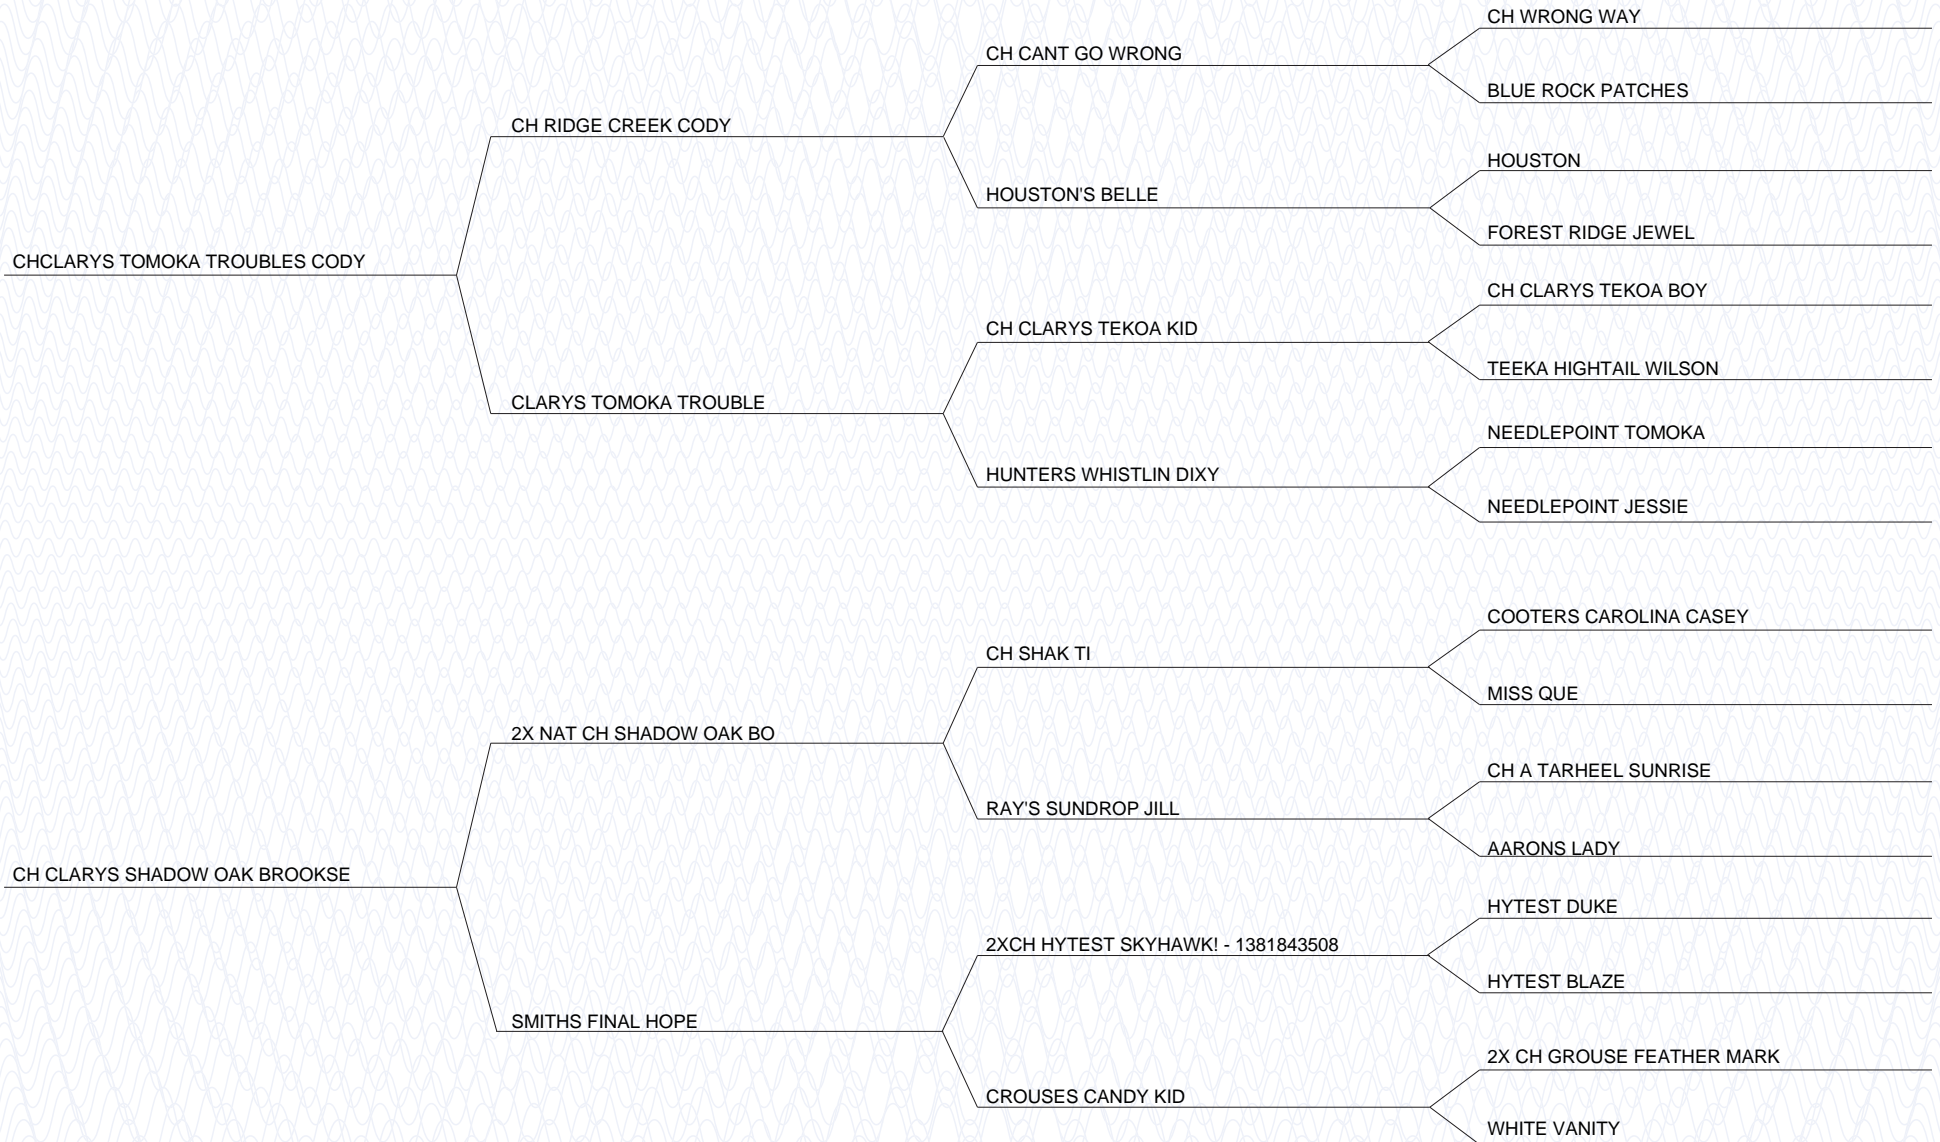 CH WRONG WAY
CH CANT GO WRONG
BLUE ROCK PATCHES
CH RIDGE CREEK CODY
HOUSTON
HOUSTON'S BELLE
FOREST RIDGE JEWEL
CHCLARYS TOMOKA TROUBLES CODY
CH CLARYS TEKOA BOY
CH CLARYS TEKOA KID
TEEKA HIGHTAIL WILSON
CLARYS TOMOKA TROUBLE
NEEDLEPOINT TOMOKA
HUNTERS WHISTLIN DIXY
NEEDLEPOINT JESSIE
COOTERS CAROLINA CASEY
CH SHAK TI
MISS QUE
2X NAT CH SHADOW OAK BO
CH A TARHEEL SUNRISE
RAY'S SUNDROP JILL
AARONS LADY
CH CLARYS SHADOW OAK BROOKSE
HYTEST DUKE
2XCH HYTEST SKYHAWK! - 1381843508
HYTEST BLAZE
SMITHS FINAL HOPE
2X CH GROUSE FEATHER MARK
CROUSES CANDY KID
WHITE VANITY